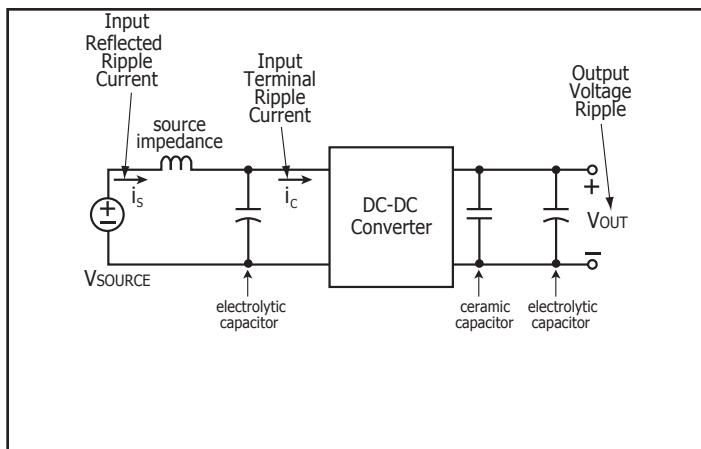 Input
Reflected
Ripple
Current
Input
Terminal
Ripple
Current
Output
Voltage
Ripple
source
impedance
iS
iC
DC-DC
Converter
+
−
+
VOUT
−
VSOURCE
electrolytic
capacitor
ceramic
capacitor
electrolytic
capacitor